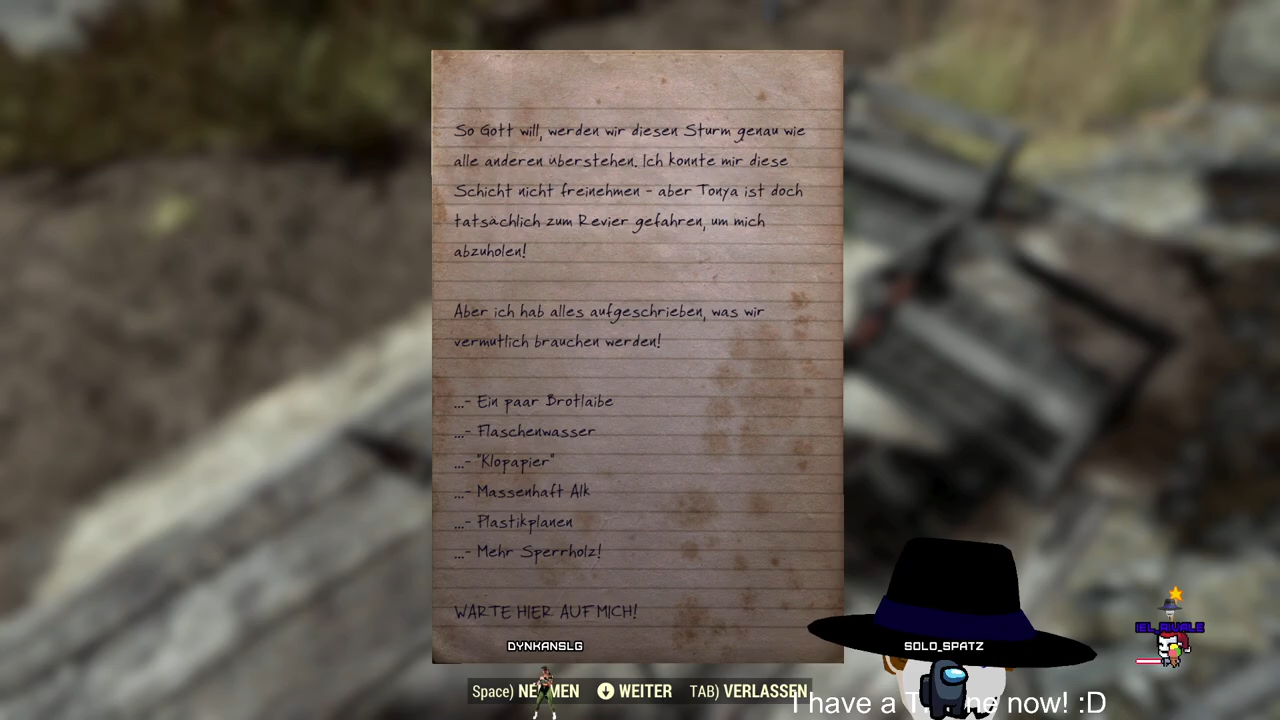 So Gott will, werden wir diesen Sturm genau wie
alle anderen überstehen. Ich konnte mir diese
Schicht nicht freinehmen - aber Tonya ist doch
tatsächlich zum Revier gefahren, um mich
abzuholen!
Aber ich hab alles aufgeschrieben, was wir
vermutlich brauchen werden!
...- Ein paar Brotlaibe
...- Flaschenwasser
...- "Klopapier"
...- Massenhaft Alk
...- Plastikplanen
...- Mehr Sperrholz!
WARTE HIER AUF MICH!
DYNKANSLG
SOLO_SPATZ
Space) NEHMEN WEITER TAB) VERLASSEN
I have a now! :D